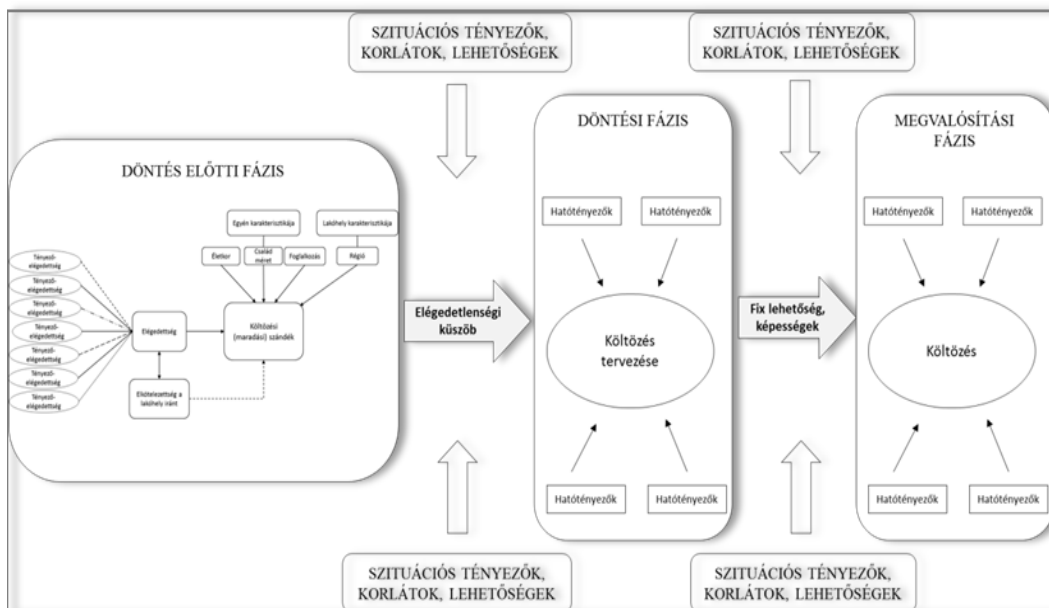 SZITUÁCIÓS TÉNYEZŐK,
KORLÁTOK, LEHETŐSÉGEK
SZITUÁCIÓS TÉNYEZŐK,
KORLÁTOK, LEHETŐSÉGEK
DÖNTÉS ELŐTTI FÁZIS
Egyén karakterisztikája
Lakóhely karakterisztikája
Életkor
Család
méret
Foglalkozás
Régió
Tényező-
elégedettség
Tényező-
elégedettség
Tényező-
elégedettség
Tényező-
elégedettség
Tényező-
elégedettség
Tényező-
elégedettség
Tényező-
elégedettség
Elégedettség
Költözési
(maradási) szándék
Elkötelezettség a
lakóhely iránt
Elégedetlenségi
küszöb
DÖNTÉSI FÁZIS
Hatótényezők
Hatótényezők
Költözés
tervezése
Hatótényezők
Hatótényezők
Fix lehetőség,
képességek
MEGVALÓSÍTÁSI
FÁZIS
Hatótényezők
Hatótényezők
Költözés
Hatótényezők
Hatótényezők
SZITUÁCIÓS TÉNYEZŐK,
KORLÁTOK, LEHETŐSÉGEK
SZITUÁCIÓS TÉNYEZŐK,
KORLÁTOK, LEHETŐSÉGEK